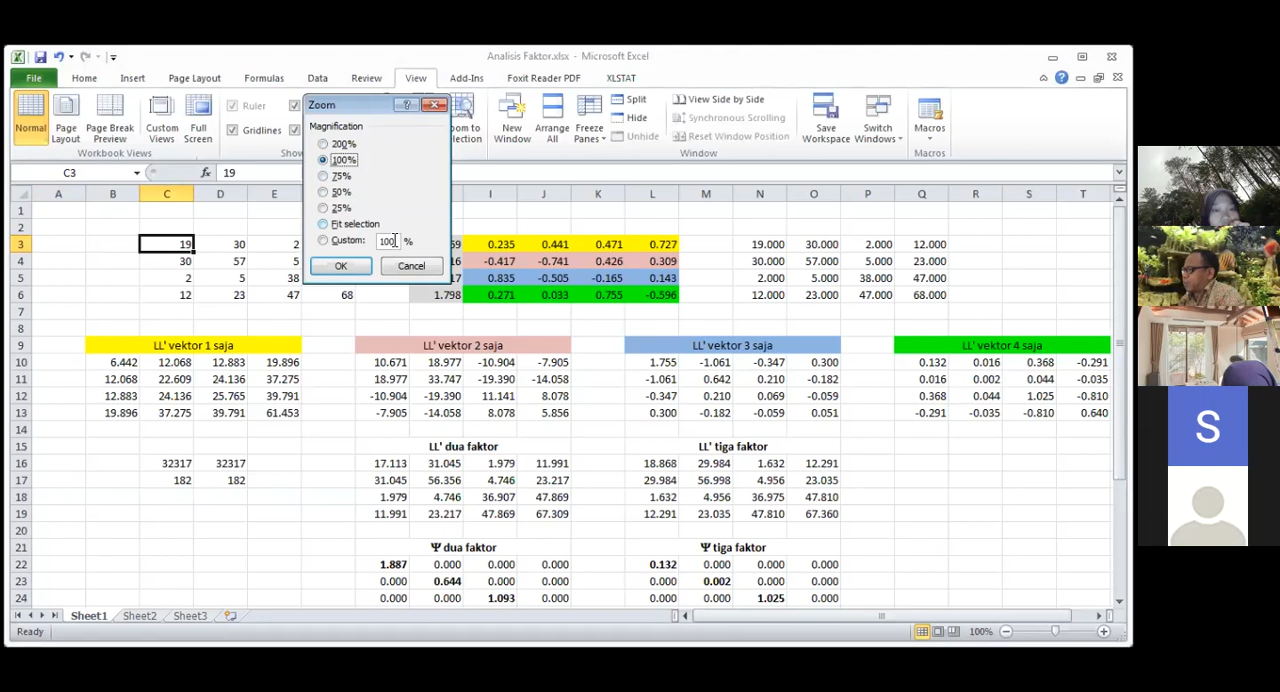 Analisis Faktor.xlsx - Microsoft Excel
File Home Insert Page Layout Formulas Data Review View Add-Ins Foxit Reader PDF XLSTAT
Normal Page Layout Page Break Preview Custom Views Full Screen
Workbook Views
Ruler
Gridlines
Zoom
Magnification
200%
100%
75%
50%
25%
Fit selection
Custom: 100 %
OK Cancel
New Window Arrange All Freeze Panes
Split
Hide
Unhide
View Side by Side
Synchronous Scrolling
Reset Window Position
Window
Save Workspace Switch Windows
Macros
Macros
C3 fx 19
A B C D E I J K L M N O P Q R S T
1
2
3 19 30 2 0.235 0.441 0.471 0.727 19.000 30.000 2.000 12.000
4 30 57 5 -0.417 -0.741 0.426 0.309 30.000 57.000 5.000 23.000
5 2 5 38 0.835 -0.505 -0.165 0.143 2.000 5.000 38.000 47.000
6 12 23 47 68 1.798 0.271 0.033 0.755 -0.596 12.000 23.000 47.000 68.000
7
8
9 LL' vektor 1 saja LL' vektor 2 saja LL' vektor 3 saja LL' vektor 4 saja
10 6.442 12.068 12.883 19.896 10.671 18.977 -10.904 -7.905 1.755 -1.061 -0.347 0.300 0.132 0.016 0.368 -0.291
11 12.068 22.609 24.136 37.275 18.977 33.747 -19.390 -14.058 -1.061 0.642 0.210 -0.182 0.016 0.002 0.044 -0.035
12 12.883 24.136 25.765 39.791 -10.904 -19.390 11.141 8.078 -0.347 0.210 0.069 -0.059 0.368 0.044 1.025 -0.810
13 19.896 37.275 39.791 61.453 -7.905 -14.058 8.078 5.856 0.300 -0.182 -0.059 0.051 -0.291 -0.035 -0.810 0.640
14
15 LL' dua faktor LL' tiga faktor
16 32317 32317 17.113 31.045 1.979 11.991 18.868 29.984 1.632 12.291
17 182 182 31.045 56.356 4.746 23.217 29.984 56.998 4.956 23.035
18 1.979 4.746 36.907 47.869 1.632 4.956 36.975 47.810
19 11.991 23.217 47.869 67.309 12.291 23.035 47.810 67.360
20
21 Ψ dua faktor Ψ tiga faktor
22 1.887 0.000 0.000 0.000 0.132 0.000 0.000 0.000
23 0.000 0.644 0.000 0.000 0.000 0.002 0.000 0.000
24 0.000 0.000 1.093 0.000 0.000 0.000 1.025 0.000
Sheet1 Sheet2 Sheet3
Ready 100%
S